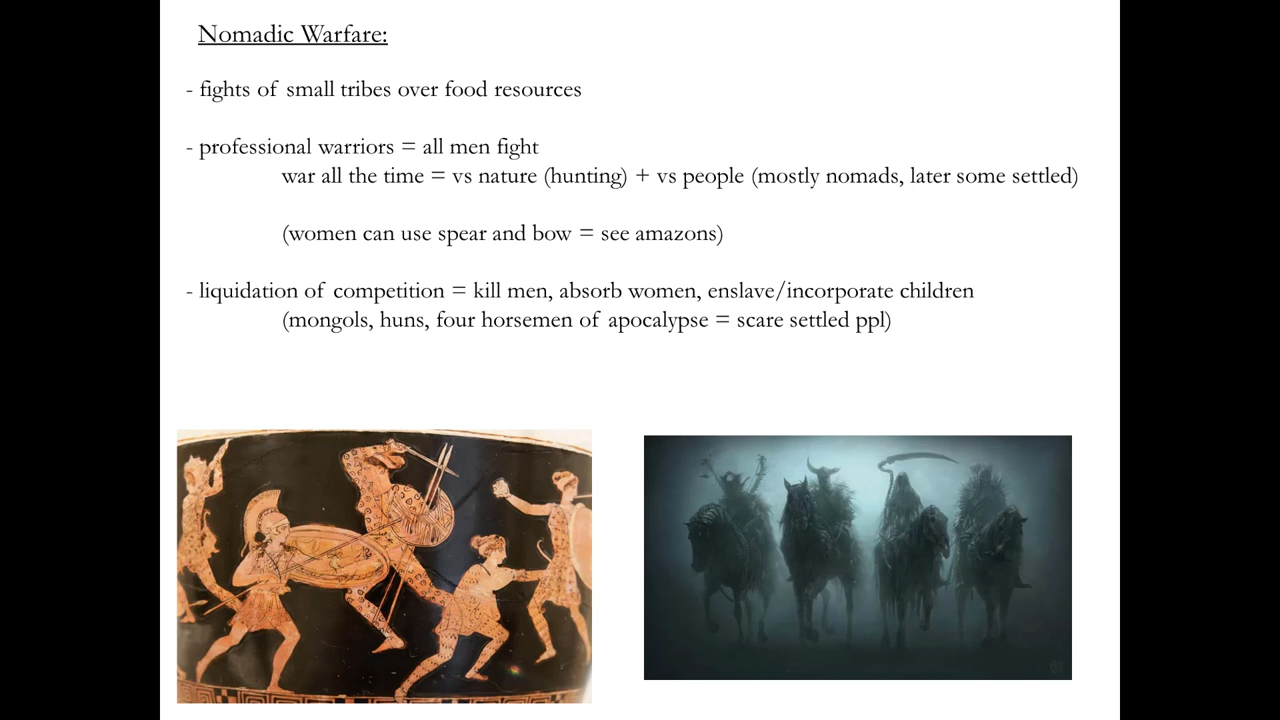 Nomadic Warfare:
- fights of small tribes over food resources
- professional warriors = all men fight
war all the time = vs nature (hunting) + vs people (mostly nomads, later some settled)
(women can use spear and bow = see amazons)
- liquidation of competition = kill men, absorb women, enslave/incorporate children
(mongols, huns, four horsemen of apocalypse = scare settled ppl)